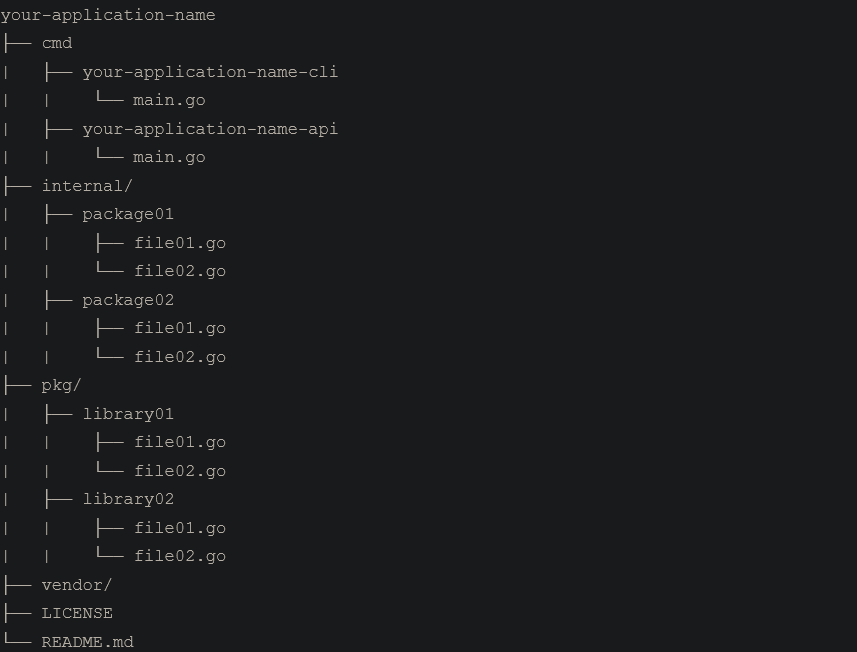 your-application-name
├── cmd
|   ├── your-application-name-cli
|   |    └── main.go
|   ├── your-application-name-api
|   |    └── main.go
├── internal/
|   ├── package01
|   |    ├── file01.go
|   |    └── file02.go
|   ├── package02
|   |    ├── file01.go
|   |    └── file02.go
├── pkg/
|   ├── library01
|   |    ├── file01.go
|   |    └── file02.go
|   ├── library02
|   |    ├── file01.go
|   |    └── file02.go
├── vendor/
├── LICENSE
└── README.md